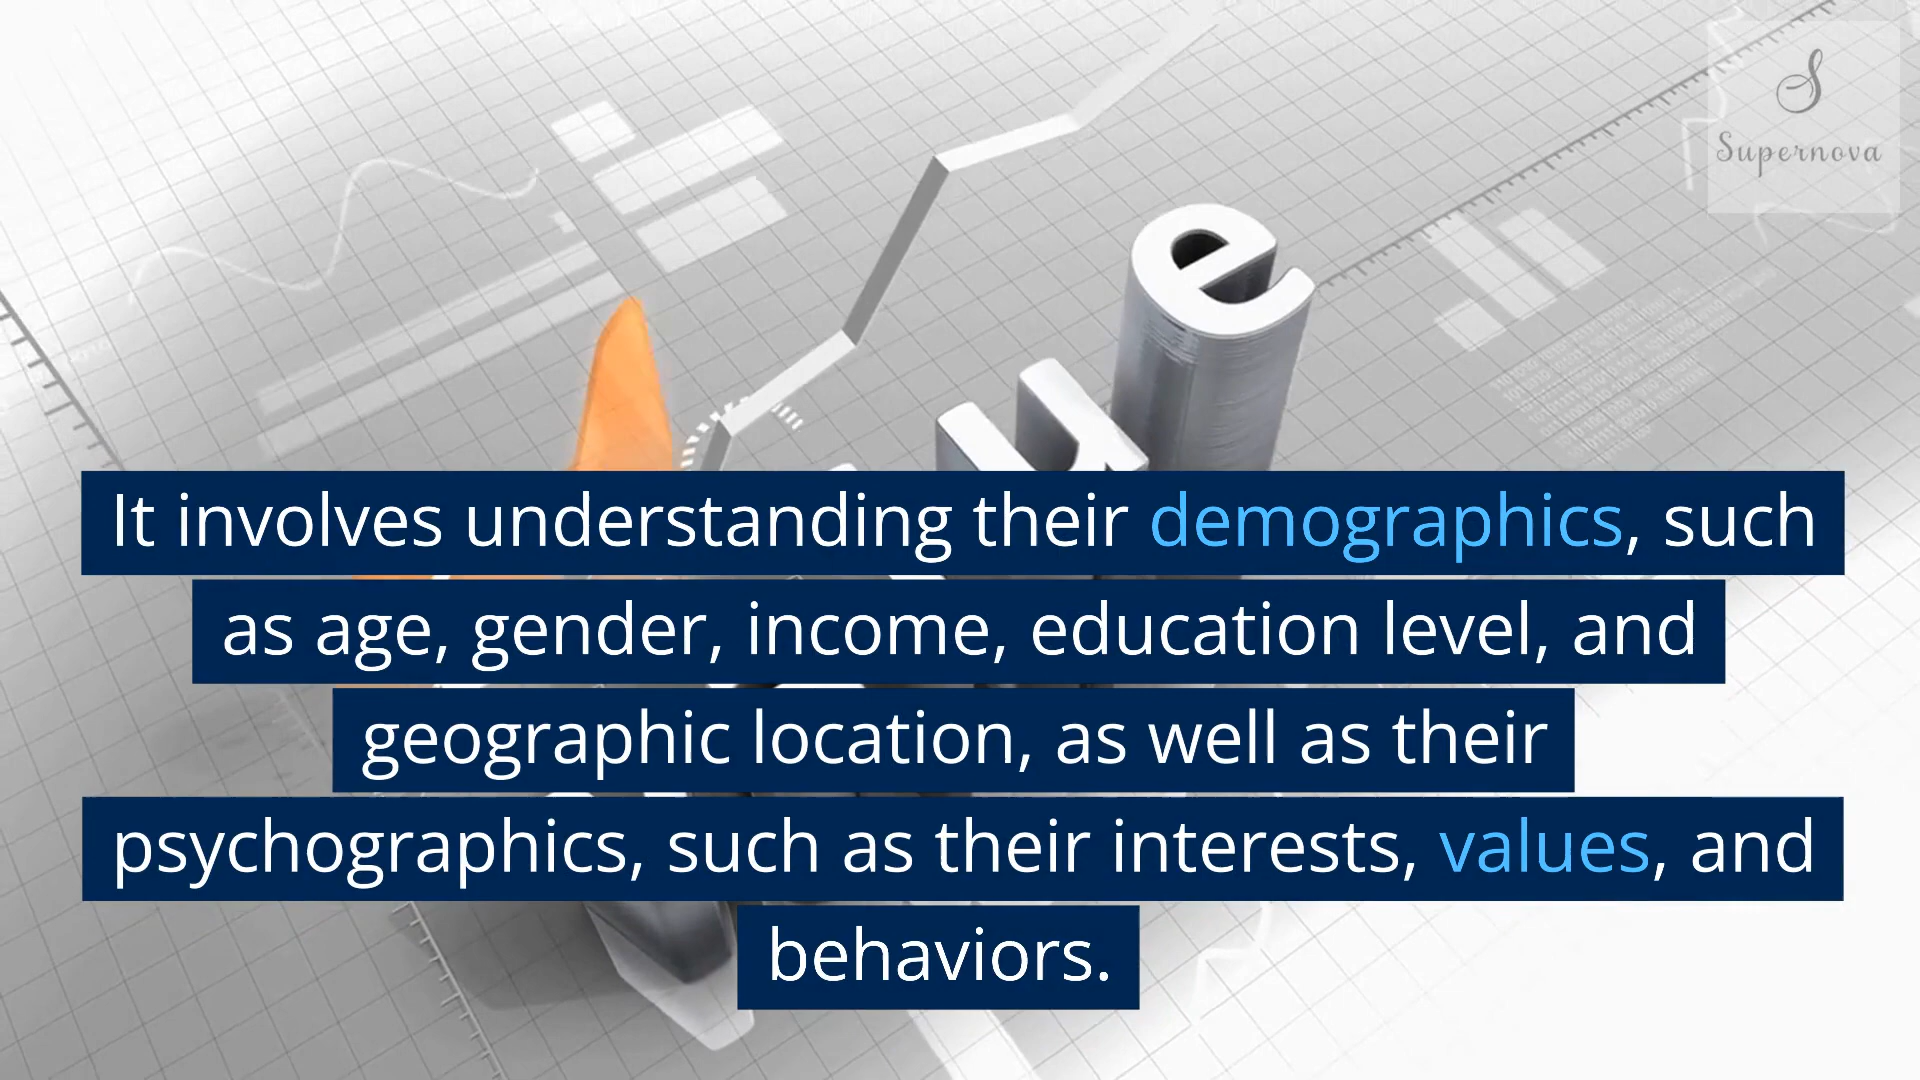 S
Supernova
e
u
It involves understanding their demographics, such
as age, gender, income, education level, and
geographic location, as well as their
psychographics, such as their interests, values, and
behaviors.